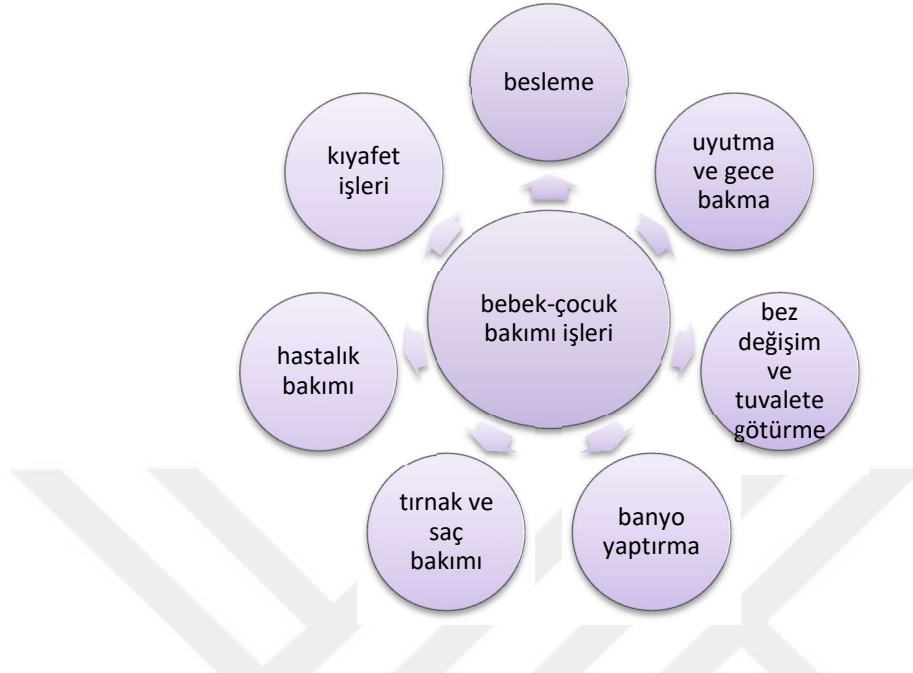 besleme
uyutma
ve gece
bakma
bez
değişim
ve
tuvalete
götürme
banyo
yaptırma
tırnak ve
saç
bakımı
hastalık
bakımı
kıyafet
işleri
bebek-çocuk
bakımı işleri